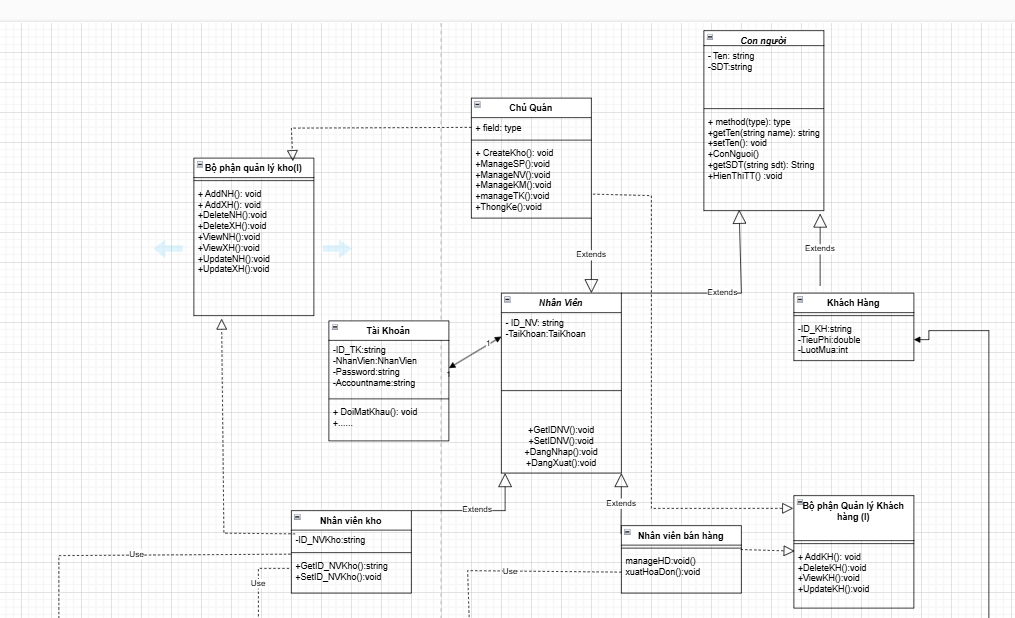 Con người
- Ten: string
-SDT:string
+ method(type): type
+getTen(string name): string
+setTen(): void
+ConNguoi()
+getSDT(string sdt): String
+HienThiTT() :void
Chủ Quán
+ field: type
+ CreateKho(): void
+ManageSP():void
+ManageNV():void
+ManageKM():void
+manageTK():void
+ThongKe():void
Bộ phận quản lý kho(I)
+ AddNH(): void
+ AddXH(): void
+DeleteNH():void
+DeleteXH():void
+ViewNH():void
+ViewXH():void
+UpdateNH():void
+UpdateXH():void
Extends
Extends
Extends
Nhân Viên
- ID_NV: string
-TaiKhoan:TaiKhoan
+GetIDNV():void
+SetIDNV():void
+DangNhap():void
+DangXuat():void
Khách Hàng
-ID_KH:string
-TieuPhi:double
-LuotMua:int
Tài Khoản
-ID_TK:string
-NhanVien:NhanVien
-Password:string
-Accountname:string
+ DoiMatKhau(): void
+......
1
1
Extends
Extends
Nhân viên kho
-ID_NVKho:string
+GetID_NVKho():string
+SetID_NVKho():void
Nhân viên bán hàng
manageHD:void()
xuatHoaDon():void
Bộ phận Quản lý Khách
hàng (I)
+ AddKH(): void
+DeleteKH():void
+ViewKH():void
+UpdateKH():void
Use
Use
Use